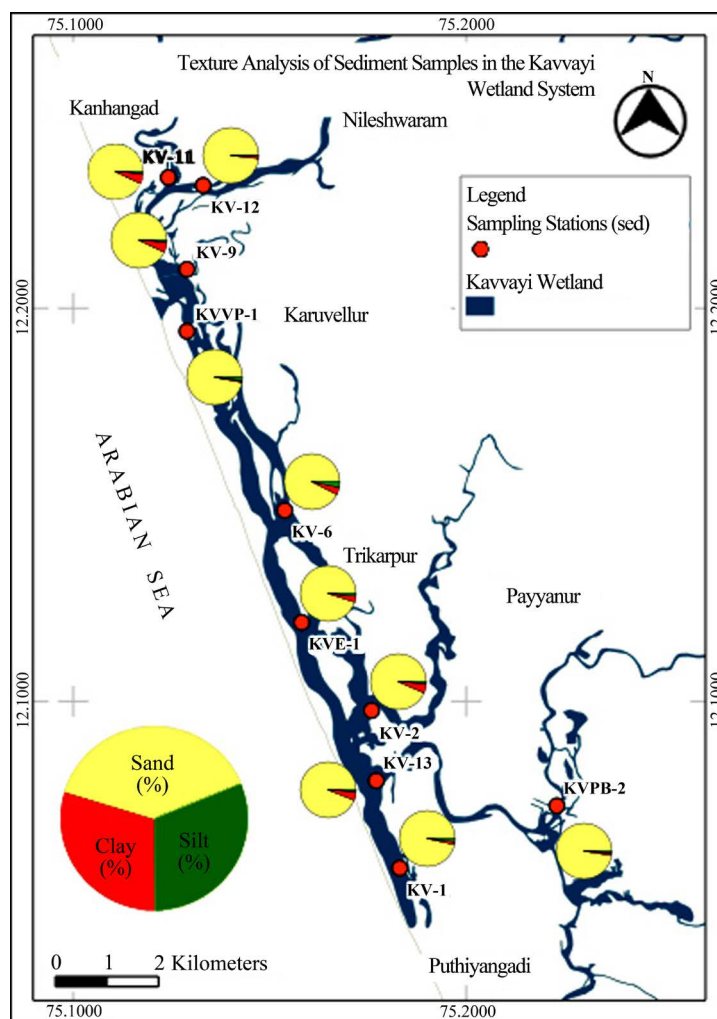 75.1000
75.2000
Texture Analysis of Sediment Samples in the Kavvayi
Wetland System
N
Kanhangad
Nileshwaram
KV-11
KV-12
Legend
Sampling Stations (sed)
Kavvayi Wetland
KV-9
12.2000
12.2000
KVVP-1
Karuvellur
ARABIAN SEA
KV-6
Trikarpur
Payyanur
KVE-1
12.1000
12.1000
KV-2
KV-13
KVPB-2
Sand
(%)
Clay
(%)
Silt
(%)
KV-1
0 1 2 Kilometers
Puthiyangadi
75.1000
75.2000